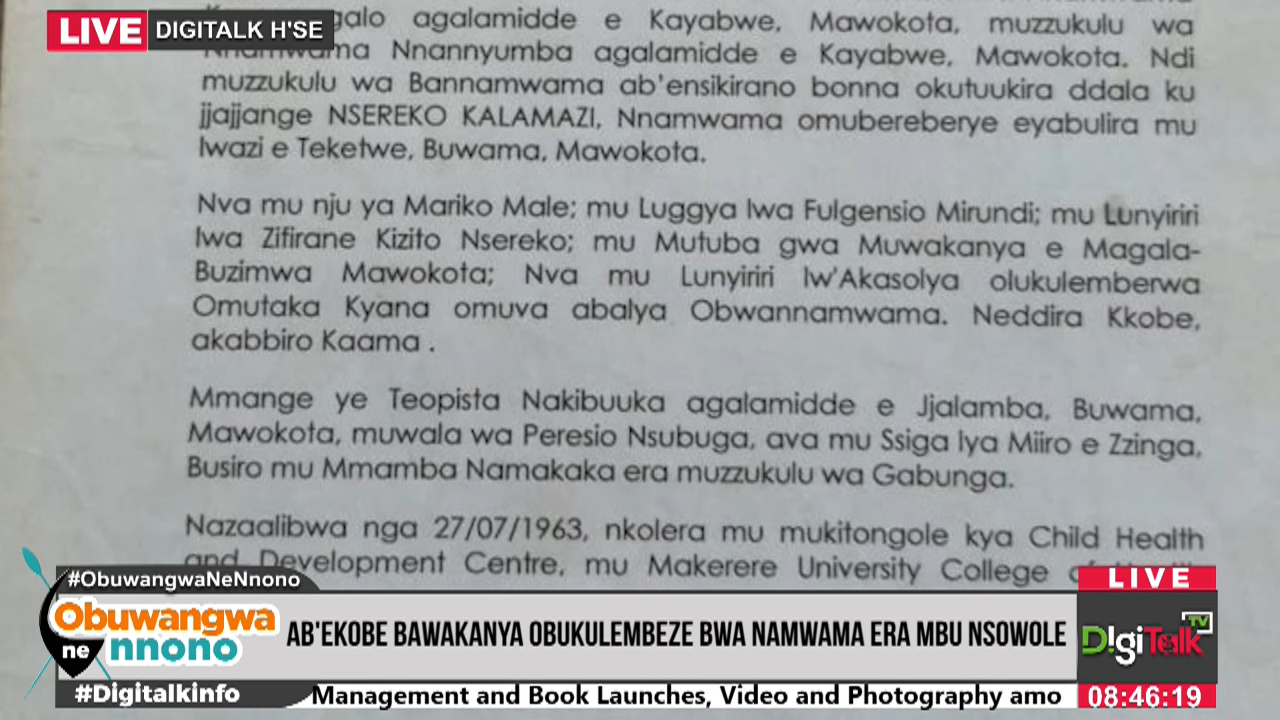 LIVE DIGITALK H'SE
agalamidde e Kayabwe, Mawokota, muzzukulu wa
Nnannyumba agalamidde e Kayabwe, Mawokota. Ndi
muzzukulu wa Bannamwama ab'ensikirano bonna okutuukira ddala ku
jjajjange NSEREKO KALAMAZI, Nnamwama omubereberye eyabulira mu
lwazi e Teketwe, Buwama, Mawokota.
Nva mu nju ya Mariko Male; mu Luggya lwa Fulgensio Mirundi; mu Lunyiriri
lwa Zifirane Kizito Nsereko; mu Mutuba gwa Muwakanya e Magala-
Buzimwa Mawokota; Nva mu Lunyiriri lw'Akasolya olukulemberwa
Omutaka Kyana omuva abalya Obwannamwama. Neddira Kkobe,
akabbiro Kaama .
Mmange ye Teopista Nakibuuka agalamidde e Jjalamba, Buwama,
Mawokota, muwala wa Peresio Nsubuga, ava mu Ssiga lya Miiro e Zzinga,
Busiro mu Mmamba Namakaka era muzzukulu wa Gabunga.
Nazaalibwa nga 27/07/1963, nkolera mu mukitongole kya Child Health
and Development Centre, mu Makerere University College
#ObuwangwaNeNnono
LIVE
Obuwangwa
ne nnono
AB'EKOBE BAWAKANYA OBUKULEMBEZE BWA NAMWAMA ERA MBU NSOWOLE
D!giTalk TV
#Digitalkinfo
Management and Book Launches, Video and Photography amo
08:46:19